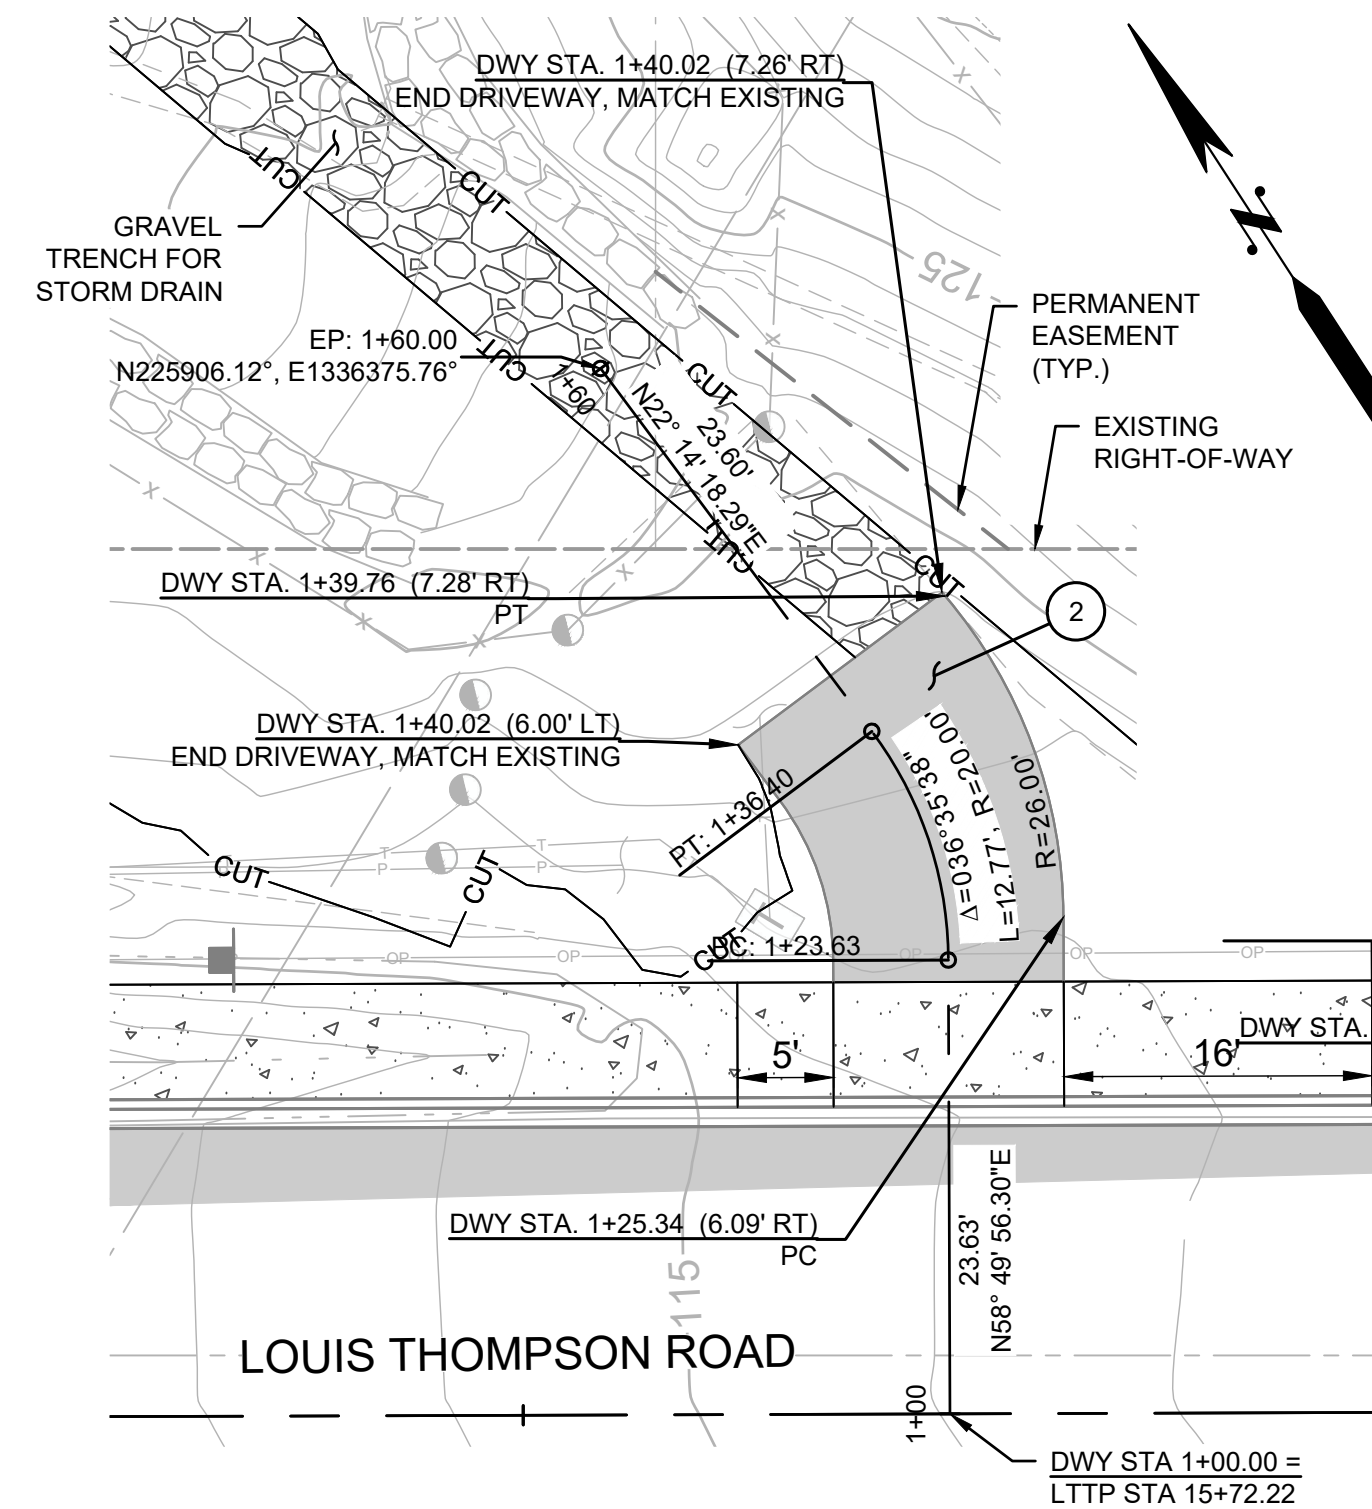 DWY STA. 1+40.02 (7.26' RT)
END DRIVEWAY, MATCH EXISTING
CUT
CUT
GRAVEL
TRENCH FOR
STORM DRAIN
125
PERMANENT
EASEMENT
(TYP.)
EP: 1+60.00
N225906.12°, E1336375.76°
CUT
CUT
1+60
23.60'
N22° 14' 18.29"E
EXISTING
RIGHT-OF-WAY
CUT
CUT
DWY STA. 1+39.76 (7.28' RT)
PT
2
DWY STA. 1+40.02 (6.00' LT)
END DRIVEWAY, MATCH EXISTING
PT: 1+36.40
Δ=036°35'38"
L=12.77', R=20.00'
R=26.00'
T
T
P
P
CUT
CUT
CUT
PC: 1+23.63
OP
OP
OP
OP
OP
OP
5'
16'
DWY STA.
DWY STA. 1+25.34 (6.09' RT)
PC
23.63'
N58° 49' 56.30"E
115
LOUIS THOMPSON ROAD
1+00
DWY STA 1+00.00 =
LTTP STA 15+72.22
N